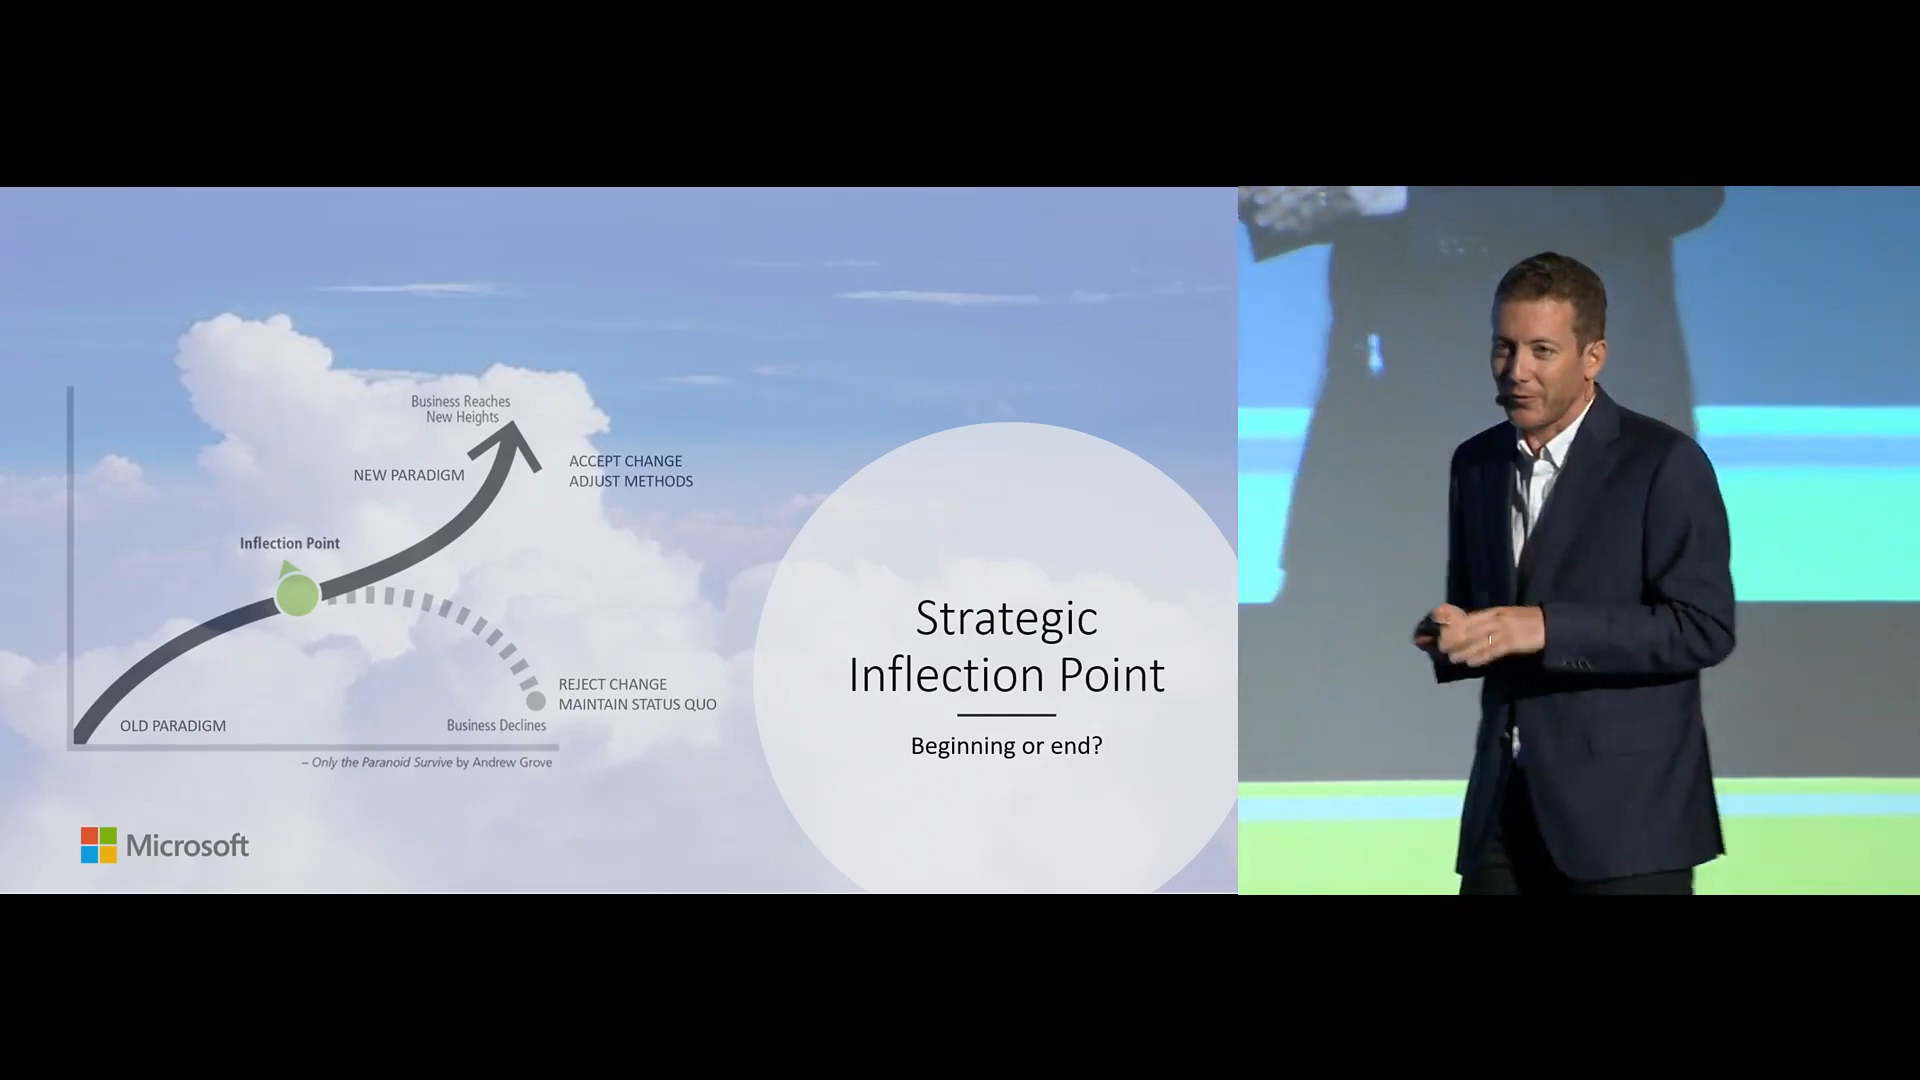 Business Reaches
New Heights
NEW PARADIGM
ACCEPT CHANGE
ADJUST METHODS
Inflection Point
REJECT CHANGE
MAINTAIN STATUS QUO
OLD PARADIGM
Business Declines
– Only the Paranoid Survive by Andrew Grove
Microsoft
Strategic
Inflection Point
Beginning or end?